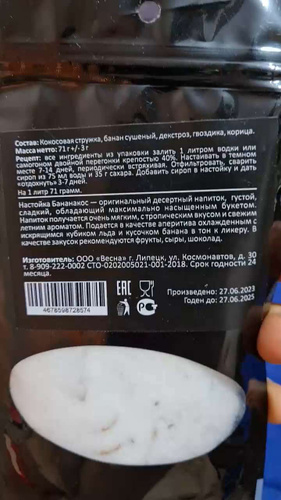 Состав: Кокосовая стружка, банан сушеный, декстроз, гвоздика, корица.
Масса нетто: 71 г+/-3 г
Рецепт: все ингредиенты из упаковки залить 1 литром водки или
самогоном двойной перегонки крепостью 40%. Настаивать в темном
месте 7-14 дней, периодически встряхивая. Отфильтровать, сварить
сироп из 75 мл воды и 35 г сахара. Добавить сироп в настойку и дать
«отдохнуть» 3-7 дней.
На 1 литр 71 грамм.
Настойка Бананакос — оригинальный десертный напиток, густой,
сладкий, обладающий максимально насыщенным букетом.
Напиток получается очень мягким, с тропическим вкусом и свежим
летним ароматом. Подается в качестве аперитива охлажденным с
искрящимся кубиком льда и кусочком банана в тон к ликеру. В
качестве закусок рекомендуются фрукты, сыры, шоколад.
Изготовитель: ООО «Весна» г. Липецк, ул. Космонавтов, д. 30
т. 8-909-222-0002 СТО-0202005021-001-2018. Срок годности 24
месяца.
Произведено: 27.06.2023
Годен до: 27.06.2025
4678598728574